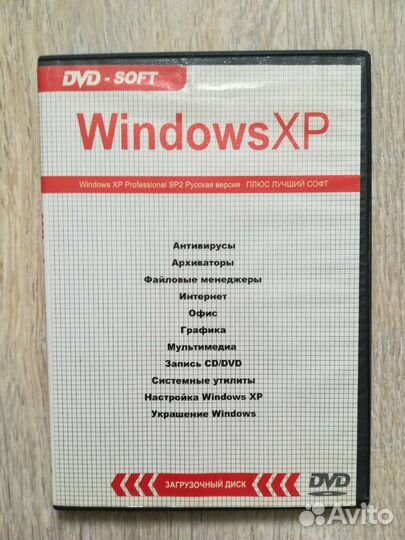 DVD - SOFT
WindowsXP
Windows XP Professional SP2 Русская версия ПЛЮС ЛУЧШИЙ СОФТ
Антивирусы
Архиваторы
Файловые менеджеры
Интернет
Офис
Графика
Мультимедиа
Запись CD/DVD
Системные утилиты
Настройка Windows XP
Украшение Windows
ЗАГРУЗОЧНЫЙ ДИСК
DVD
Avito